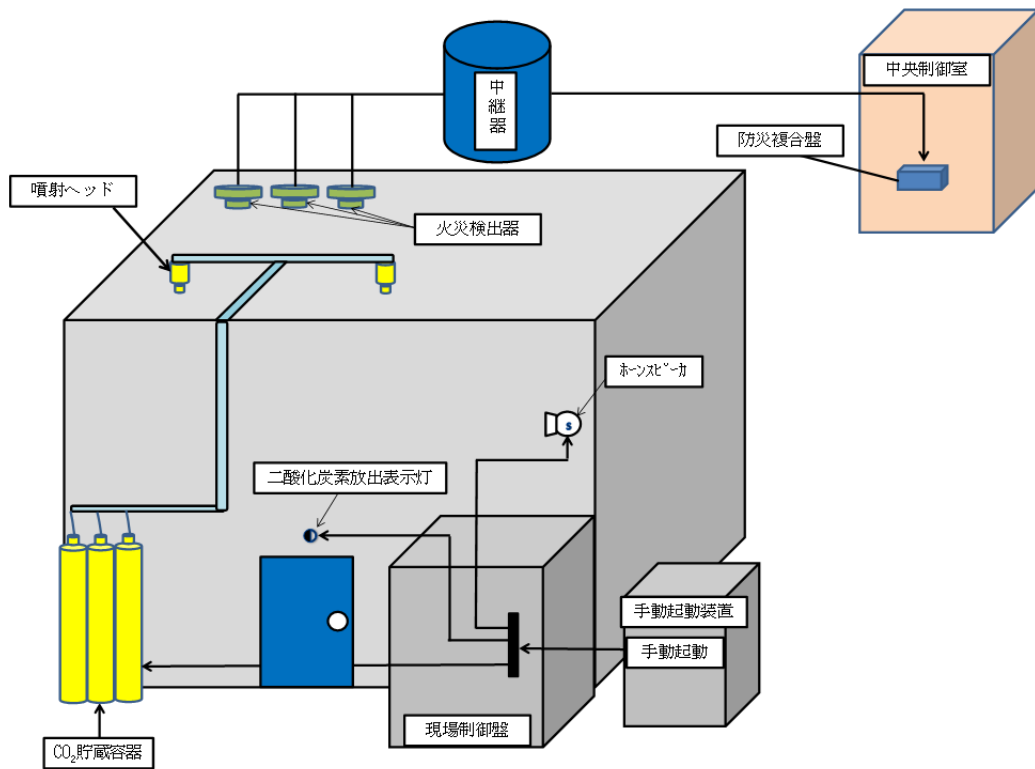 中継器
中央制御室
防災複合盤
噴射ヘッド
火災検出器
ﾎｰﾝｽﾋﾟｰｶ
s
二酸化炭素放出表示灯
手動起動装置
手動起動
現場制御盤
CO₂貯蔵容器